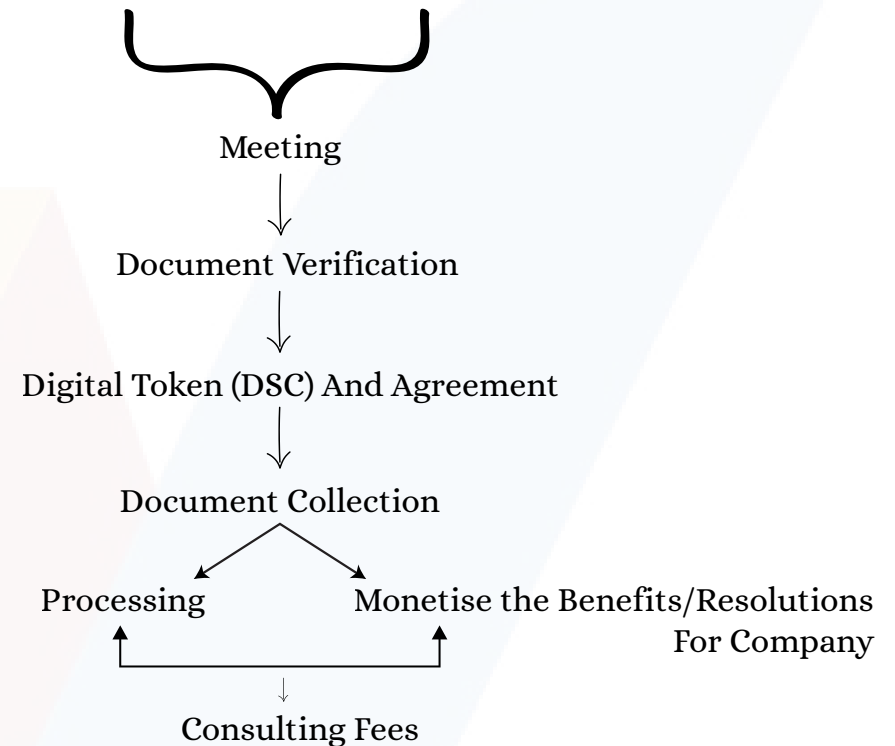 Meeting
Document Verification
Digital Token (DSC) And Agreement
Document Collection
Processing
Monetise the Benefits/Resolutions
For Company
Consulting Fees